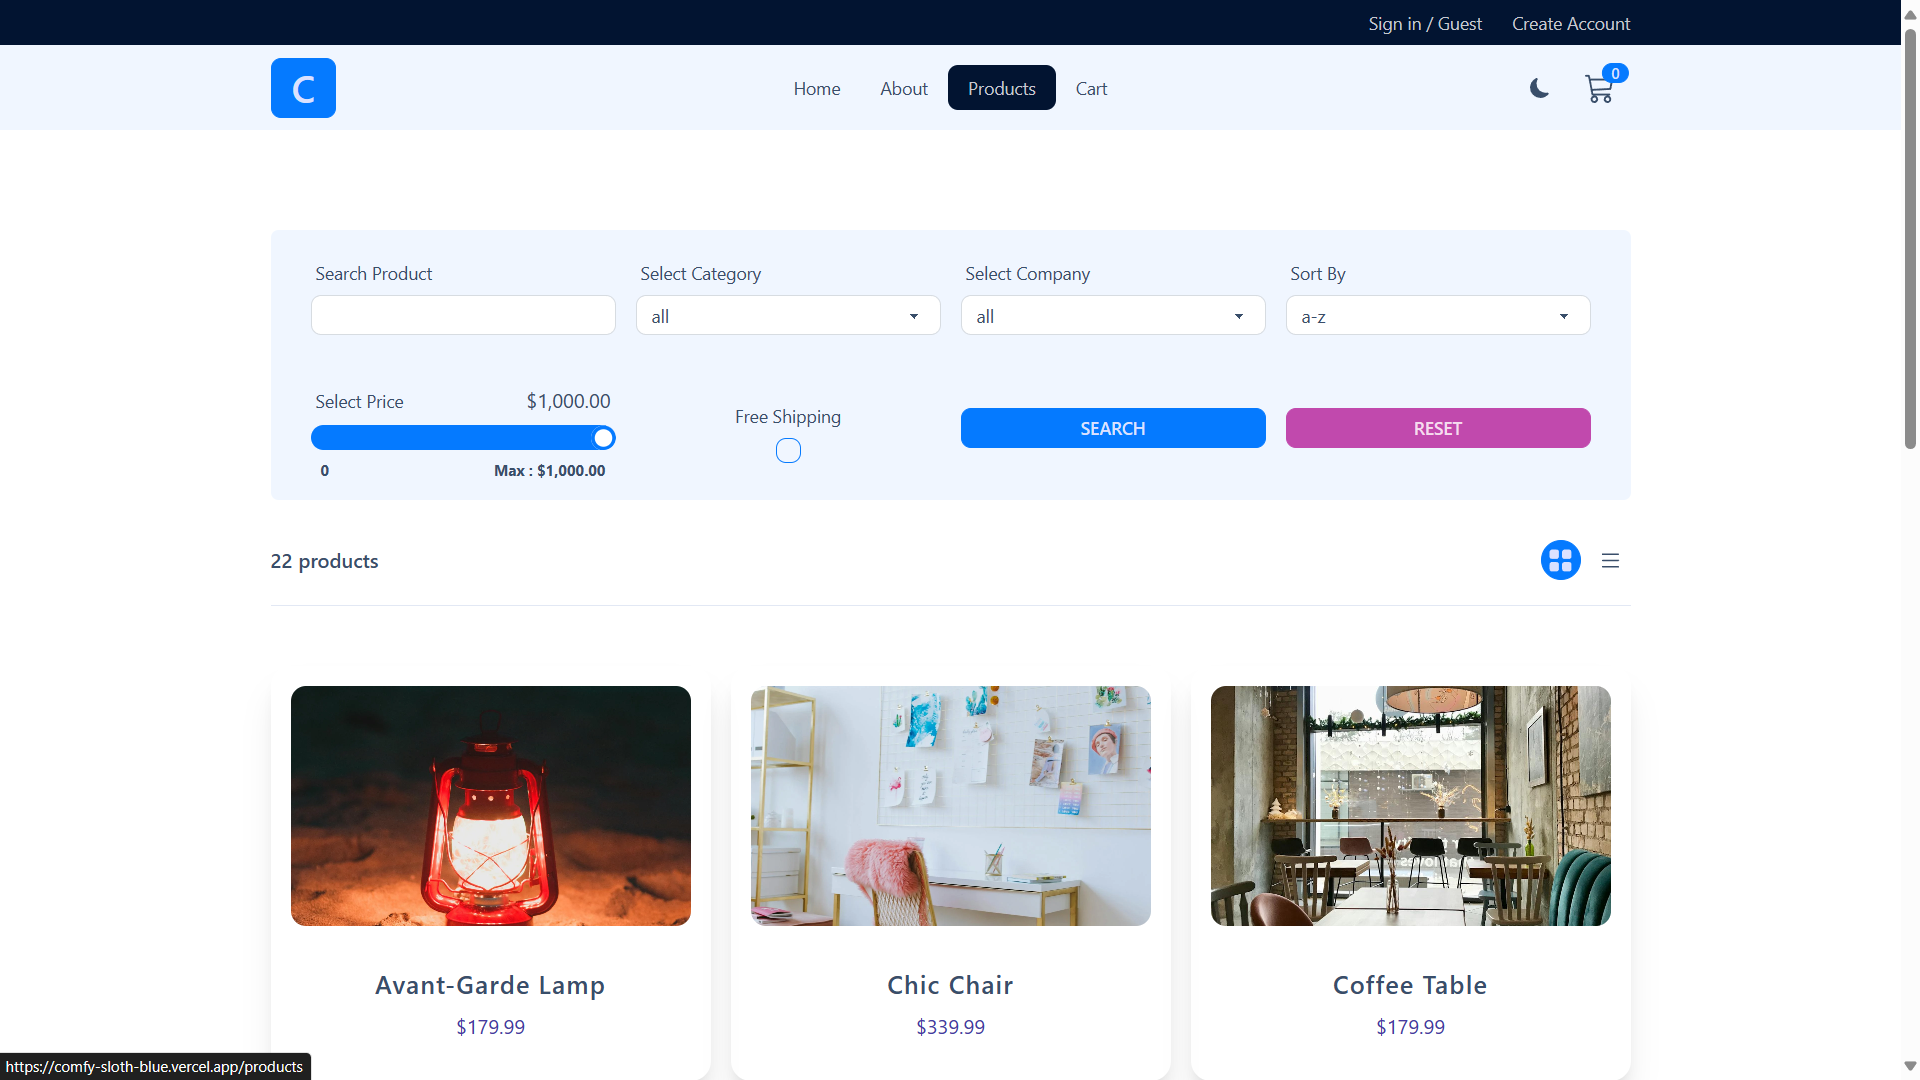 Sign in / Guest Create Account
C Home About Products Cart 0
Search Product Select Category Select Company Sort By
all all a-z
Select Price $1,000.00
Free Shipping SEARCH RESET
0 Max : $1,000.00
22 products
Avant-Garde Lamp Chic Chair Coffee Table
$179.99 $339.99 $179.99
https://comfy-sloth-blue.vercel.app/products